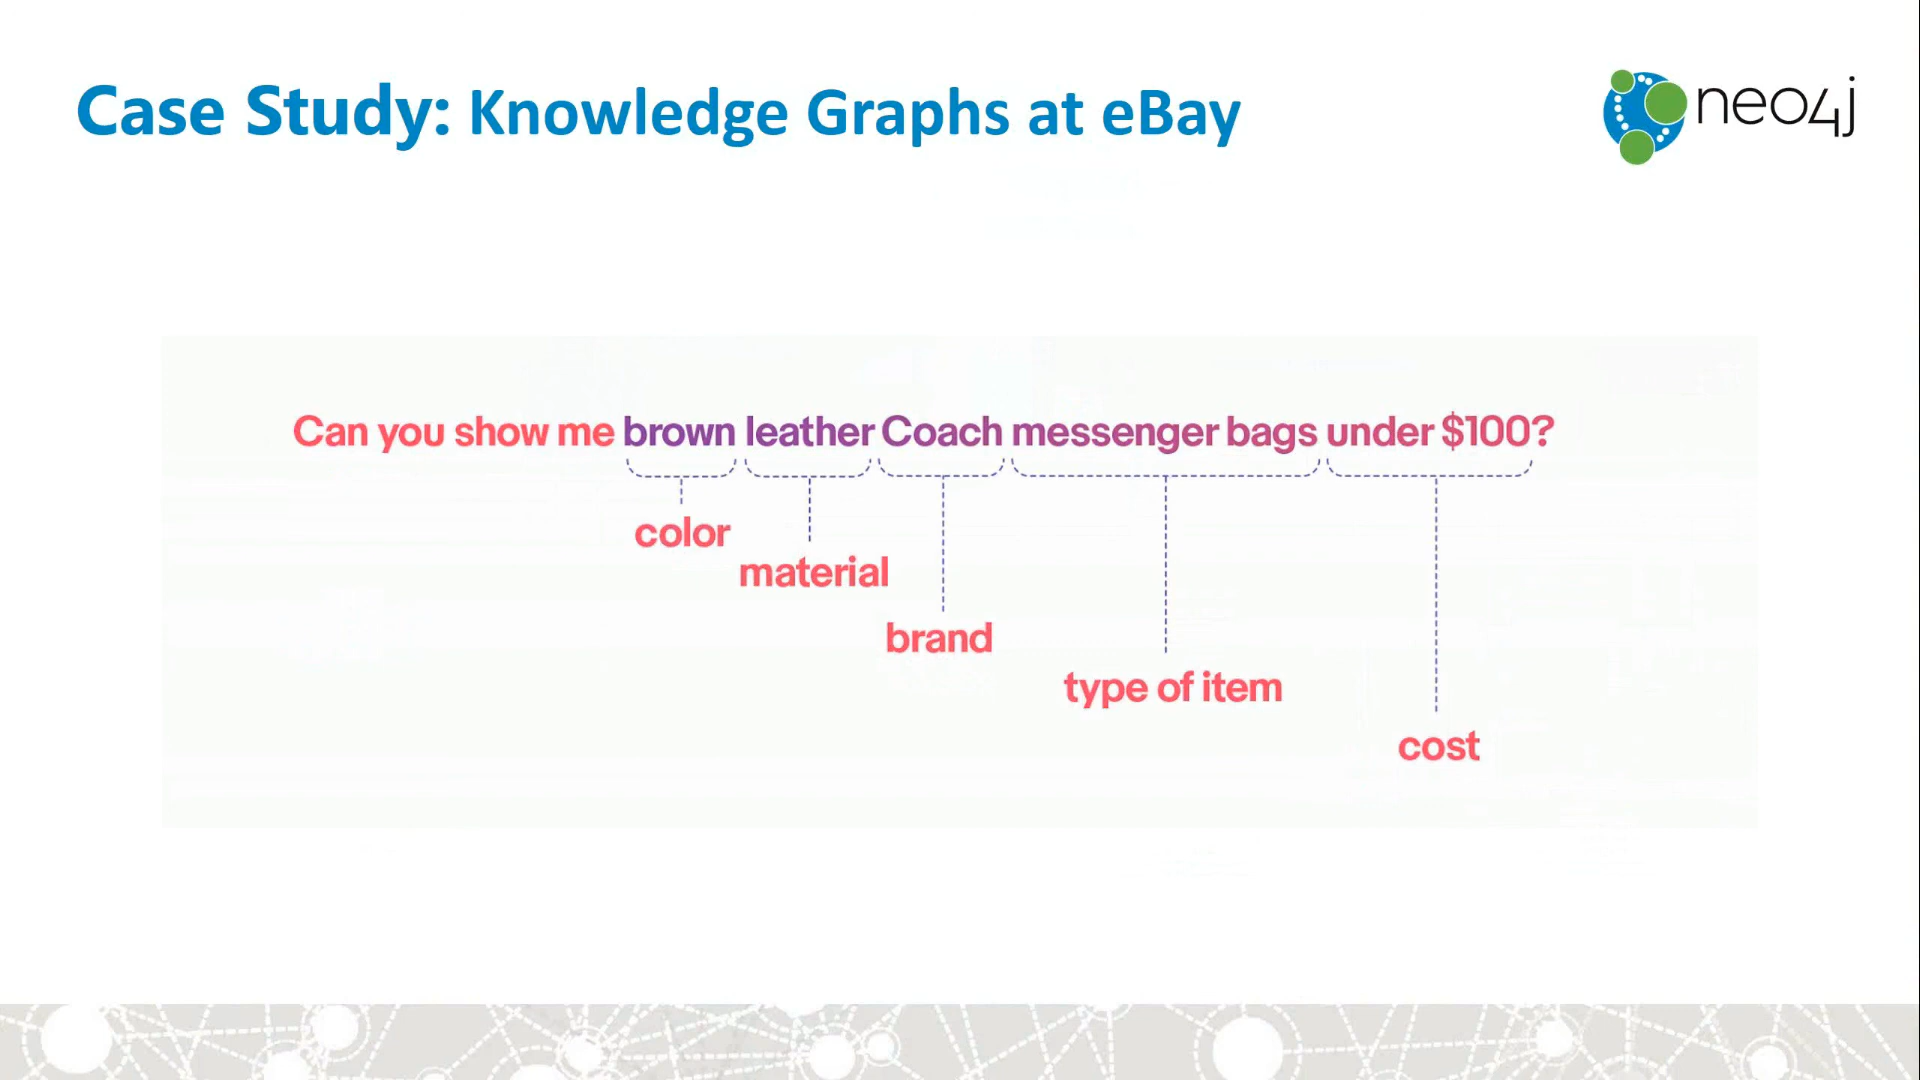 Case Study: Knowledge Graphs at eBay
neo4j
Can you show me brown leather Coach messenger bags under $100?
color
material
brand
type of item
cost